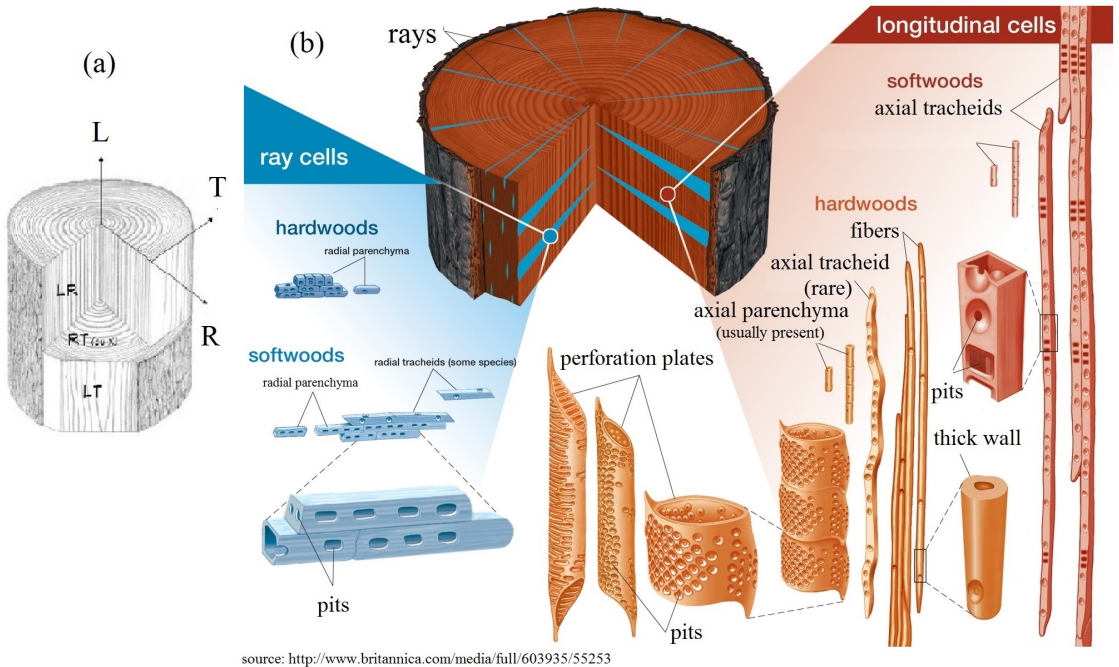 (a)
L
T
R
LR
RT
LT
(b)
rays
ray cells
hardwoods
radial parenchyma
softwoods
radial tracheids (some species)
radial parenchyma
pits
longitudinal cells
softwoods
axial tracheids
hardwoods
fibers
axial tracheid
(rare)
axial parenchyma
(usually present)
perforation plates
pits
pits
thick wall
source: http://www.britannica.com/media/full/603935/55253